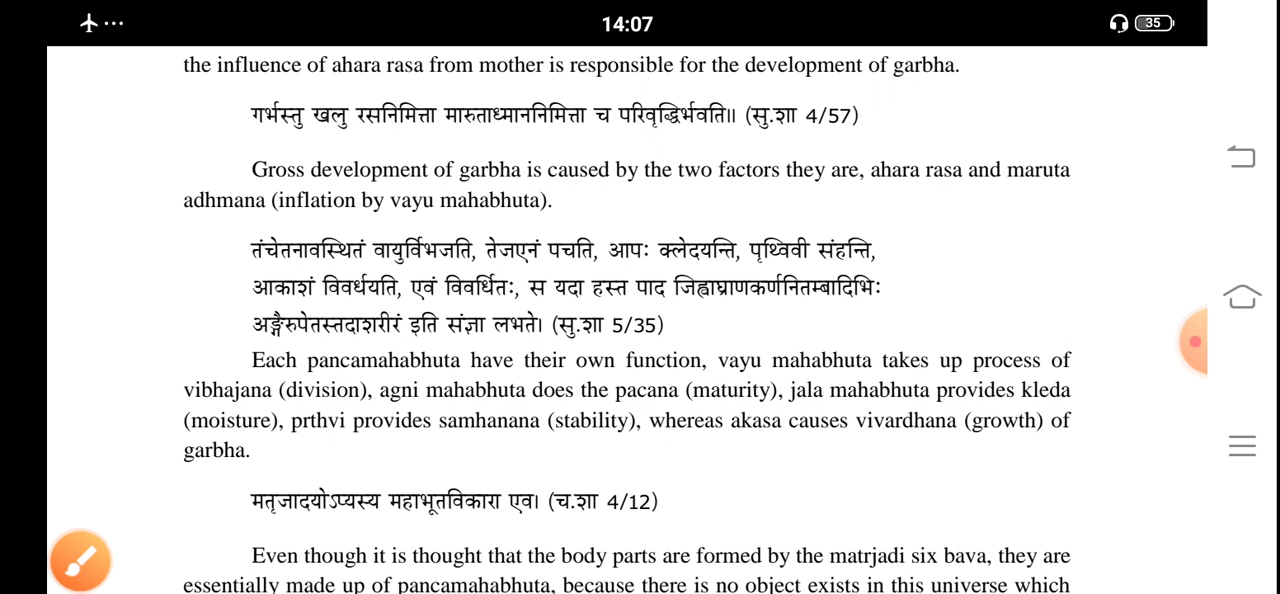 14:07
35
the influence of ahara rasa from mother is responsible for the development of garbha.
गर्भस्तु खलु रसनिमित्ता मारुताध्माननिमित्ता च परिवृद्धिर्भवति॥ (सु.शा 4/57)
Gross development of garbha is caused by the two factors they are, ahara rasa and maruta
adhmana (inflation by vayu mahabhuta).
तंचेतनावस्थितं वायुर्विभजति, तेजएनं पचति, आपः क्लेदयन्ति, पृथ्विवी संहन्ति,
आकाशं विवर्धयति, एवं विवर्धितः, स यदा हस्त पाद जिह्वाघ्राणकर्णनितम्बादिभिः
अङ्गैरुपेतस्तदाशरीरं इति संज्ञा लभते। (सु.शा 5/35)
Each pancamahabhuta have their own function, vayu mahabhuta takes up process of
vibhajana (division), agni mahabhuta does the pacana (maturity), jala mahabhuta provides kleda
(moisture), prthvi provides samhanana (stability), whereas akasa causes vivardhana (growth) of
garbha.
मतृजादयोऽप्यस्य महाभूतविकारा एव। (च.शा 4/12)
Even though it is thought that the body parts are formed by the matrjadi six bava, they are
essentially made up of pancamahabhuta, because there is no object exists in this universe which